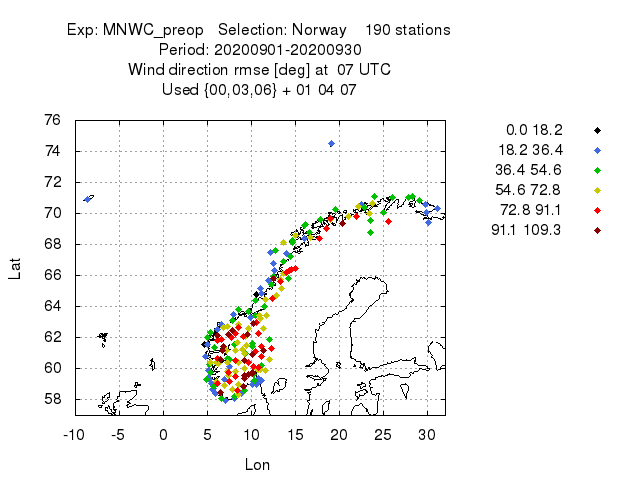 Exp: MNWC_preop   Selection: Norway    190 stations
Period: 20200901-20200930
Wind direction rmse [deg] at  07 UTC
Used {00,03,06} + 01 04 07
76
74
72
70
68
66
64
62
60
58
Lat
-10 -5 0 5 10 15 20 25 30
Lon
0.0 18.2
18.2 36.4
36.4 54.6
54.6 72.8
72.8 91.1
91.1 109.3